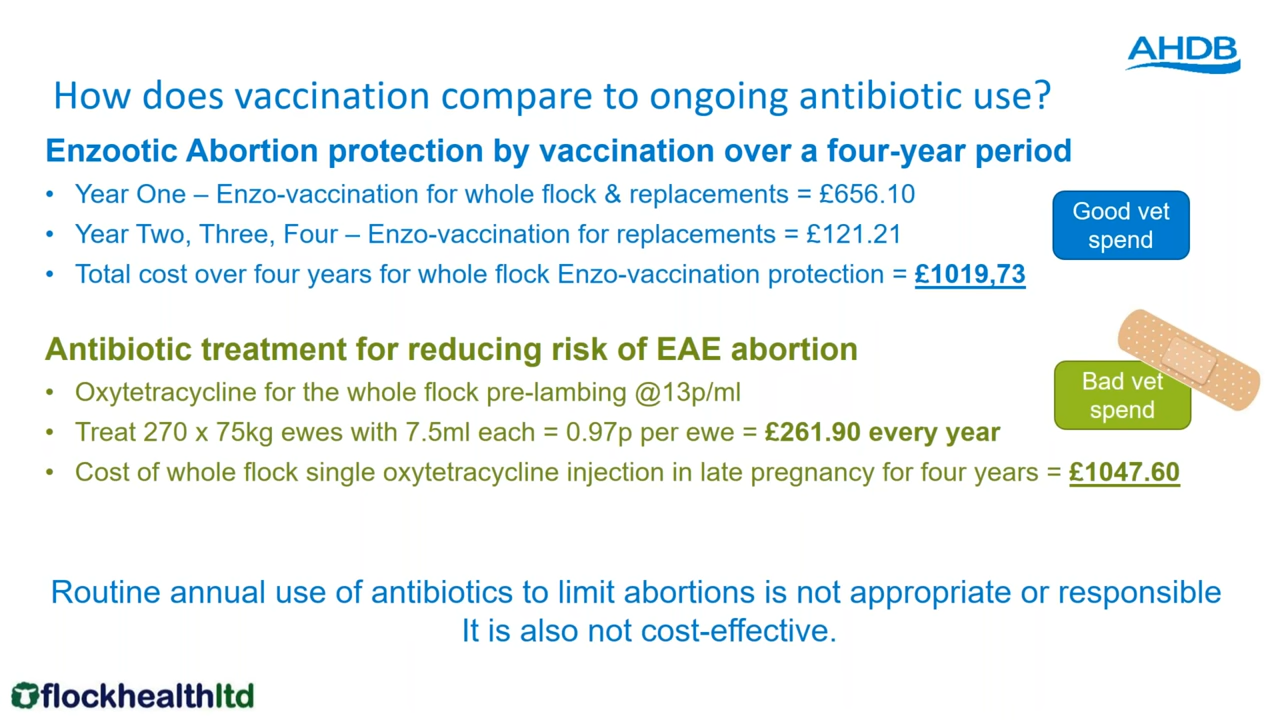 AHDB
How does vaccination compare to ongoing antibiotic use?
Enzootic Abortion protection by vaccination over a four-year period
• Year One – Enzo-vaccination for whole flock & replacements = £656.10
• Year Two, Three, Four – Enzo-vaccination for replacements = £121.21
• Total cost over four years for whole flock Enzo-vaccination protection = £1019,73
Good vet
spend
Antibiotic treatment for reducing risk of EAE abortion
• Oxytetracycline for the whole flock pre-lambing @13p/ml
• Treat 270 x 75kg ewes with 7.5ml each = 0.97p per ewe = £261.90 every year
• Cost of whole flock single oxytetracycline injection in late pregnancy for four years = £1047.60
Bad vet
spend
Routine annual use of antibiotics to limit abortions is not appropriate or responsible
It is also not cost-effective.
flockhealthltd